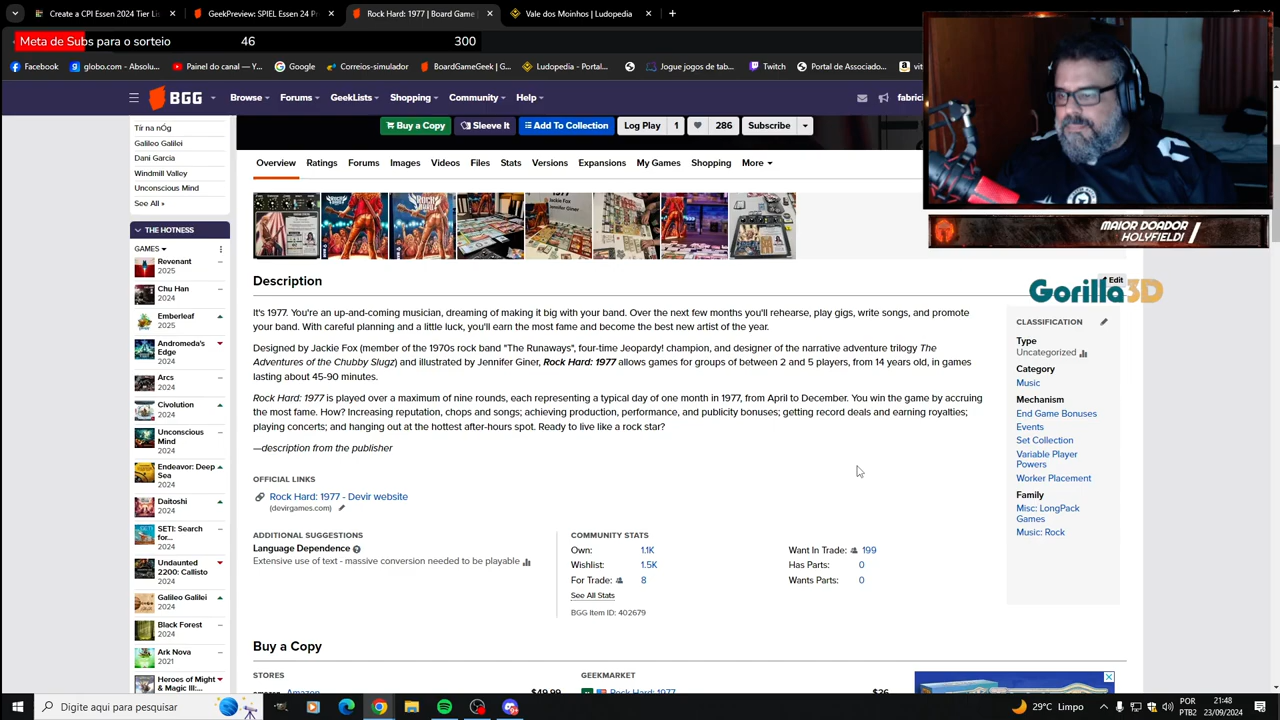 Criando Essen 2024 Tier Lis
GeekPreview: SPIEL Essen 24 Pr
Rock Hard: 1977 | Board Game G
Vale dos Moinhos | Ludopedia - P
Meta de Subs para o sorteio 46 300
Facebook
globo.com - Absolu...
Painel do canal — Y...
Google
Correios-simulador
BoardGameGeek | G...
Ludopedia - Portal...
Jogue jogos de tab...
Twitch
Portal de Associado...
BGG
Browse
Forums
GeekLists
Shopping
Community
Help
fabrici
Buy a Copy
Sleeve It
Add To Collection
Log Play 1
286
Subscribe
Overview Ratings Forums Images Videos Files Stats Versions Expansions My Games Shopping More
Tír na nÓg
Galileo Galilei
Dani Garcia
Windmill Valley
Unconscious Mind
See All »
THE HOTNESS
GAMES
Revenant
2025
Chu Han
2024
Emberleaf
2025
Andromeda's
Edge
2024
Arcs
2024
Civolution
2024
Unconscious
Mind
2024
Endeavor: Deep
Sea
2024
Daitoshi
2024
SETI: Search
for...
2024
Undaunted
2200: Callisto
2024
Galileo Galilei
2024
Black Forest
2024
Ark Nova
2021
Heroes of Might
& Magic III:...
Description
Edit
It's 1977. You're an up-and-coming musician, dreaming of making it big with your band. Over the next few months you'll rehearse, play gigs, write songs, and promote
your band. With careful planning and a little luck, you'll earn the most fame and become the best new artist of the year.
Designed by Jackie Fox (member of the 1970s rock band "The Runaways", four-time Jeopardy! champion, and designer of the narrative adventure trilogy The
Adventures of the Chubby Slugz) and illustrated by Jennifer Giner, Rock Hard: 1977 allows games for groups of between 2 and 5 players, from 14 years old, in games
lasting about 45-90 minutes.
Rock Hard: 1977 is played over a maximum of nine rounds, each representing a typical day of one month in 1977, from April to December. You win the game by accruing
the most fame. How? Increasing reputation, chops and songs; achieving production, performance, and publicity bonuses; getting record deals and earning royalties;
playing concerts; and hanging out at the hottest after-hours spot. Ready to live like a rock star?
—description from the publisher
OFFICIAL LINKS
Rock Hard: 1977 - Devir website
(devirgames.com)
ADDITIONAL SUGGESTIONS
Language Dependence
Extensive use of text - massive conversion needed to be playable
COMMUNITY STATS
Own: 1.1K
Wishlist: 1.5K
For Trade: 8
See All Stats
Want In Trade: 199
Has Parts: 0
Wants Parts: 0
BGG Item ID: 402679
Buy a Copy
STORES
Amazon $49.99
GEEKMARKET
Rock Hard: 1977 $26
MAIOR DOADOR
HOLYFIELD!
Gorilla3D
CLASSIFICATION
Type
Uncategorized
Category
Music
Mechanism
End Game Bonuses
Events
Set Collection
Variable Player
Powers
Worker Placement
Family
Misc: LongPack
Games
Music: Rock
Digite aqui para pesquisar
29°C Limpo
POR
PTB2
21:48
23/09/2024